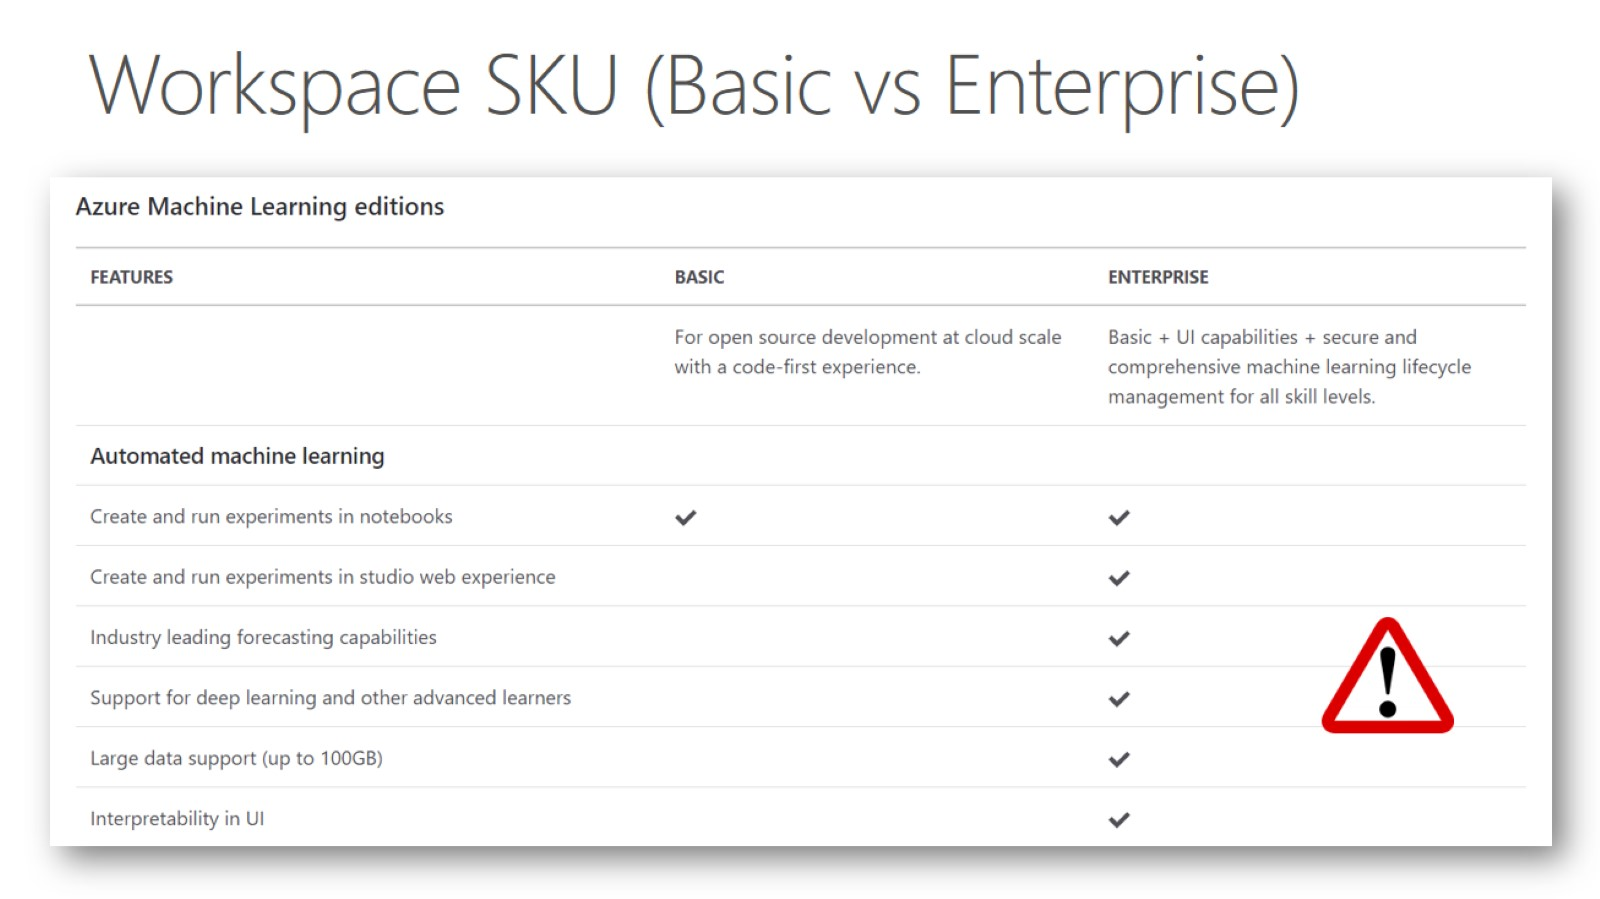 Workspace SKU (Basic vs Enterprise)
Azure Machine Learning editions
FEATURES BASIC ENTERPRISE
For open source development at cloud scale
with a code-first experience.
Basic + UI capabilities + secure and
comprehensive machine learning lifecycle
management for all skill levels.
Automated machine learning
Create and run experiments in notebooks
Create and run experiments in studio web experience
Industry leading forecasting capabilities
Support for deep learning and other advanced learners
Large data support (up to 100GB)
Interpretability in UI